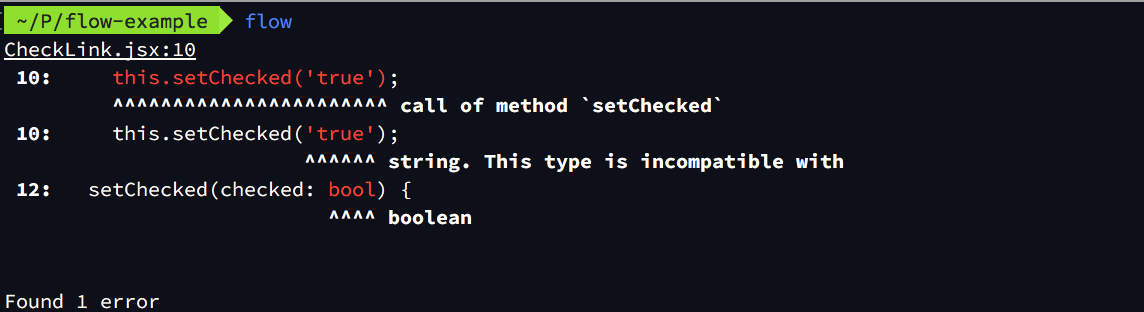 ~/P/flow-example flow
CheckLink.jsx:10
10: this.setChecked('true');
^^^^^^^^^^^^^^^^^^^^^^^ call of method `setChecked`
10: this.setChecked('true');
^^^^^^ string. This type is incompatible with
12: setChecked(checked: bool) {
^^^^ boolean
Found 1 error